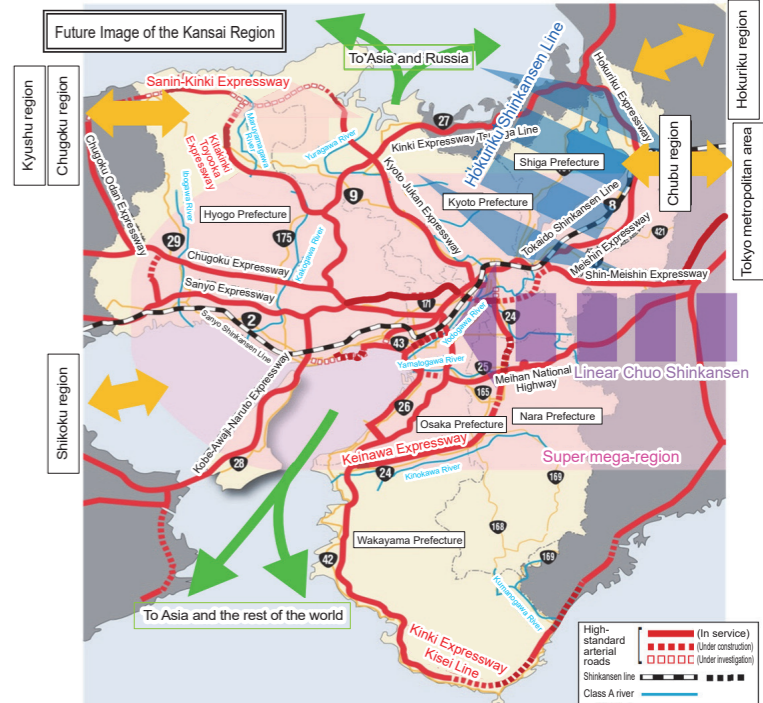 Future Image of the Kansai Region
To Asia and Russia
Hokuriku region
Tokyo metropolitan area
Chubu region
Kyushu region
Chugoku region
Shikoku region
Sanin-Kinki Expressway
Hokuriku Expressway
Hokuriku Shinkansen Line
27
Kinki Expressway
Line
Maruyamagawa
River
Yuragawa River
Kitakinki
Toyooka
Expressway
Chugoku Odan Expressway
Ibogawa River
Shiga Prefecture
Kyoto Jukan Expressway
9
Kyoto Prefecture
8
Hyogo Prefecture
Tokaido Shinkansen Line
Meishin Expressway
421
29
175
Kakogawa River
Chugoku Expressway
Shin-Meishin Expressway
Sanyo Expressway
171
2
Sanyo Shinkansen Line
43
Yodogawa River
24
Yamatogawa River
25
Linear Chuo Shinkansen
Meihan National
Highway
165
Kobe-Awaji-Naruto Expressway
26
Osaka Prefecture
Nara Prefecture
Keinawa Expressway
Super mega-region
28
24
Kinokawa River
169
168
Wakayama Prefecture
42
169
Kumanogawa River
To Asia and the rest of the world
Kinki Expressway
Kisei Line
High-
standard
arterial
roads
(In service)
(Under construction)
(Under investigation)
Shinkansen line
Class A river